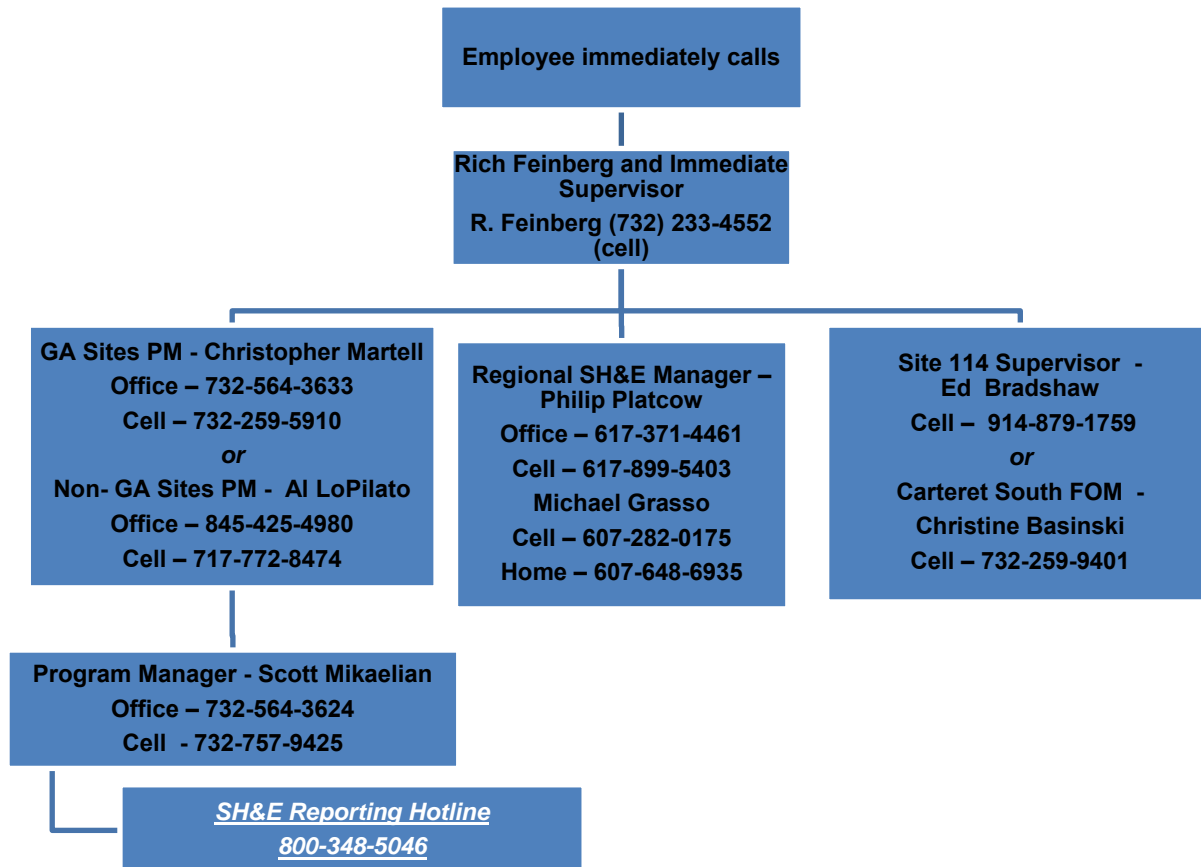 Employee immediately calls
Rich Feinberg and Immediate
Supervisor
R. Feinberg (732) 233-4552
(cell)
GA Sites PM - Christopher Martell
Office – 732-564-3633
Cell – 732-259-5910
or
Non- GA Sites PM - Al LoPilato
Office – 845-425-4980
Cell – 717-772-8474
Regional SH&E Manager –
Philip Platcow
Office – 617-371-4461
Cell – 617-899-5403
Michael Grasso
Cell – 607-282-0175
Home – 607-648-6935
Site 114 Supervisor -
Ed Bradshaw
Cell – 914-879-1759
or
Carteret South FOM -
Christine Basinski
Cell – 732-259-9401
Program Manager - Scott Mikaelian
Office – 732-564-3624
Cell - 732-757-9425
SH&E Reporting Hotline
800-348-5046